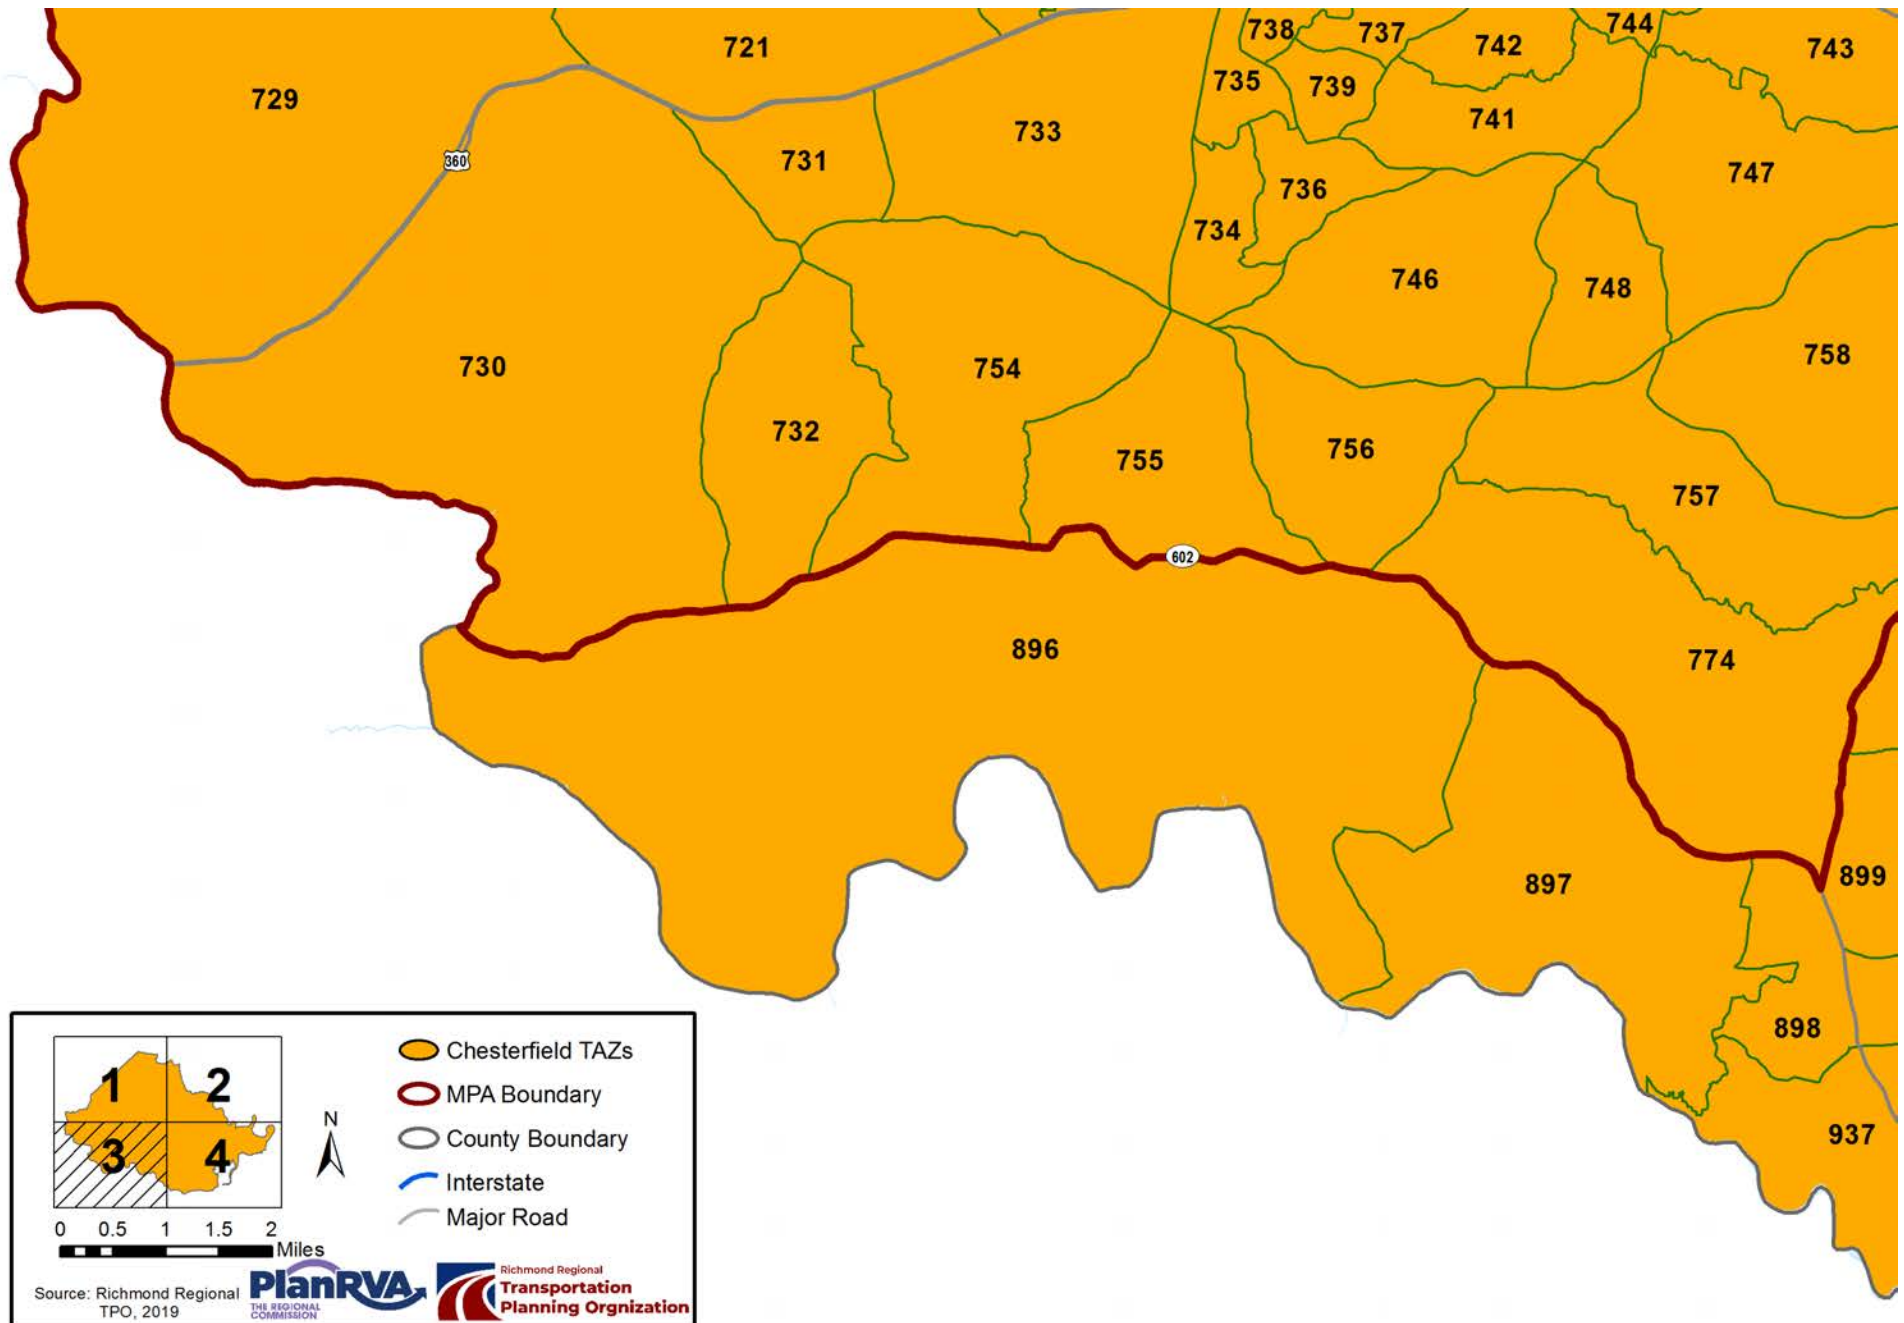 738
737
744
721
742
743
735
739
729
741
733
731
360
747
736
734
746
748
758
730
754
732
756
755
757
602
896
774
899
897
898
937
1
2
3
4
N
Chesterfield TAZs
MPA Boundary
County Boundary
Interstate
Major Road
0 0.5 1 1.5 2
Miles
Source: Richmond Regional
TPO, 2019
PlanRVA
THE REGIONAL
COMMISSION
Richmond Regional
Transportation
Planning Orgnization